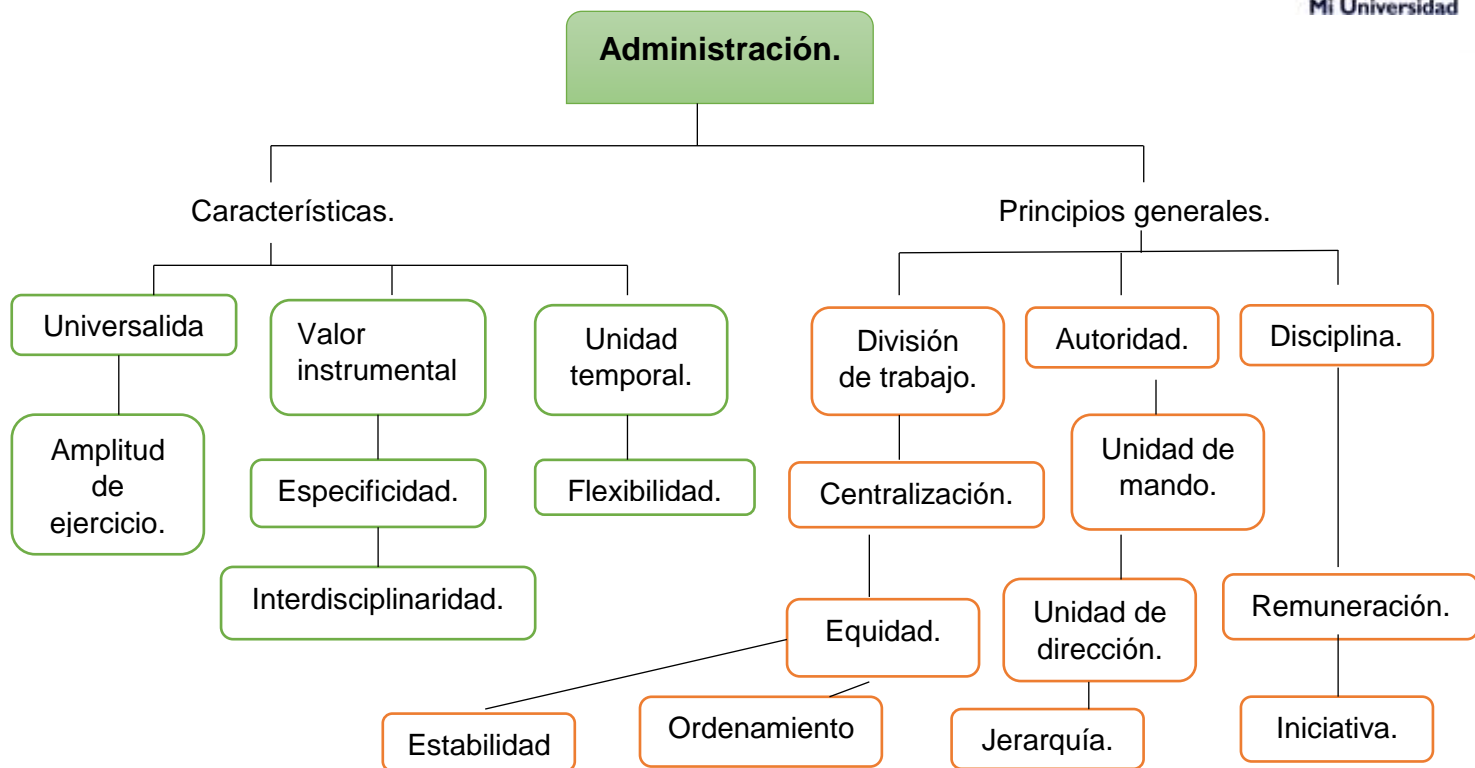 Mi Universidad
Administración.
Características.
Principios generales.
Universalida
Valor
instrumental
Unidad
temporal.
División
de trabajo.
Autoridad.
Disciplina.
Amplitud
de
ejercicio.
Especificidad.
Flexibilidad.
Centralización.
Unidad de
mando.
Interdisciplinaridad.
Equidad.
Unidad de
dirección.
Remuneración.
Estabilidad
Ordenamiento
Jerarquía.
Iniciativa.